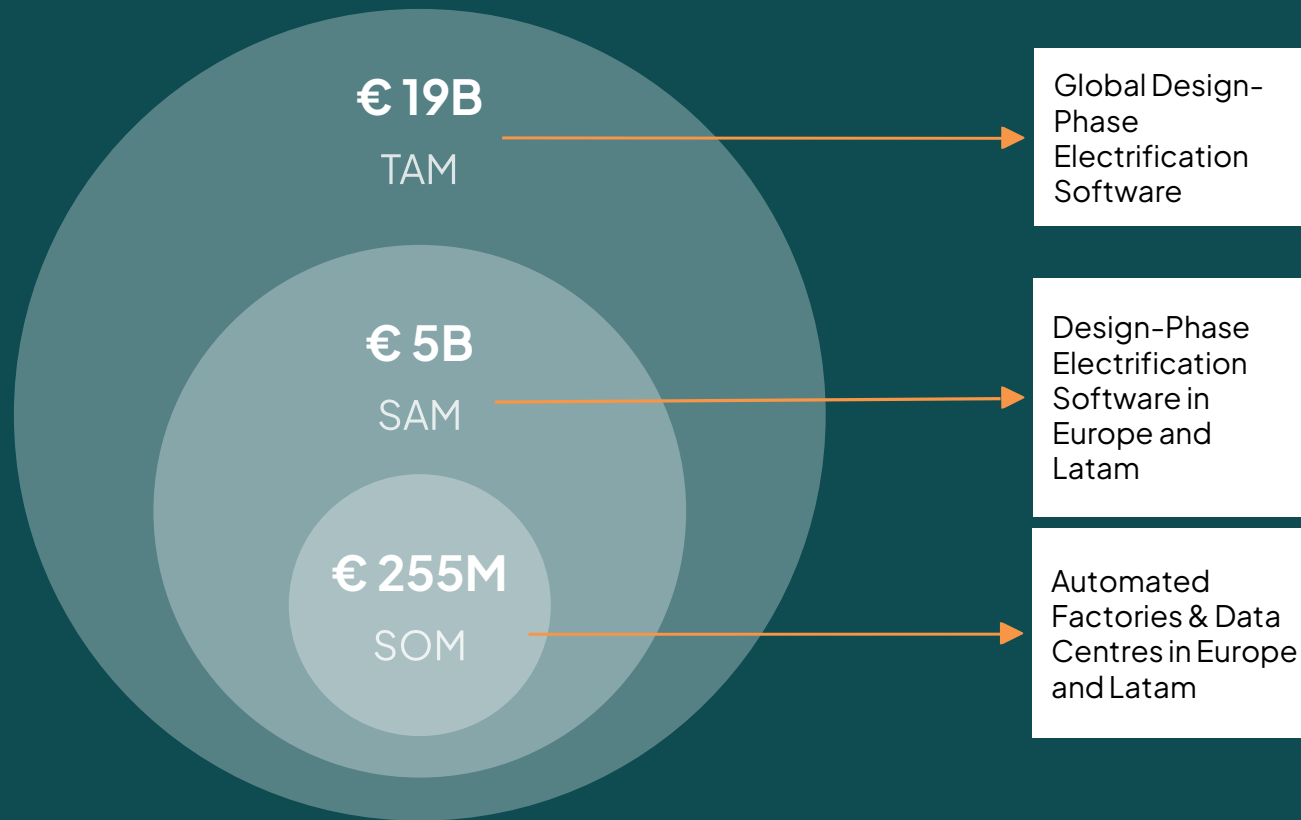 € 19B
TAM
Global Design-
Phase
Electrification
Software
€ 5B
SAM
Design-Phase
Electrification
Software in
Europe and
Latam
€ 255M
SOM
Automated
Factories & Data
Centres in Europe
and Latam